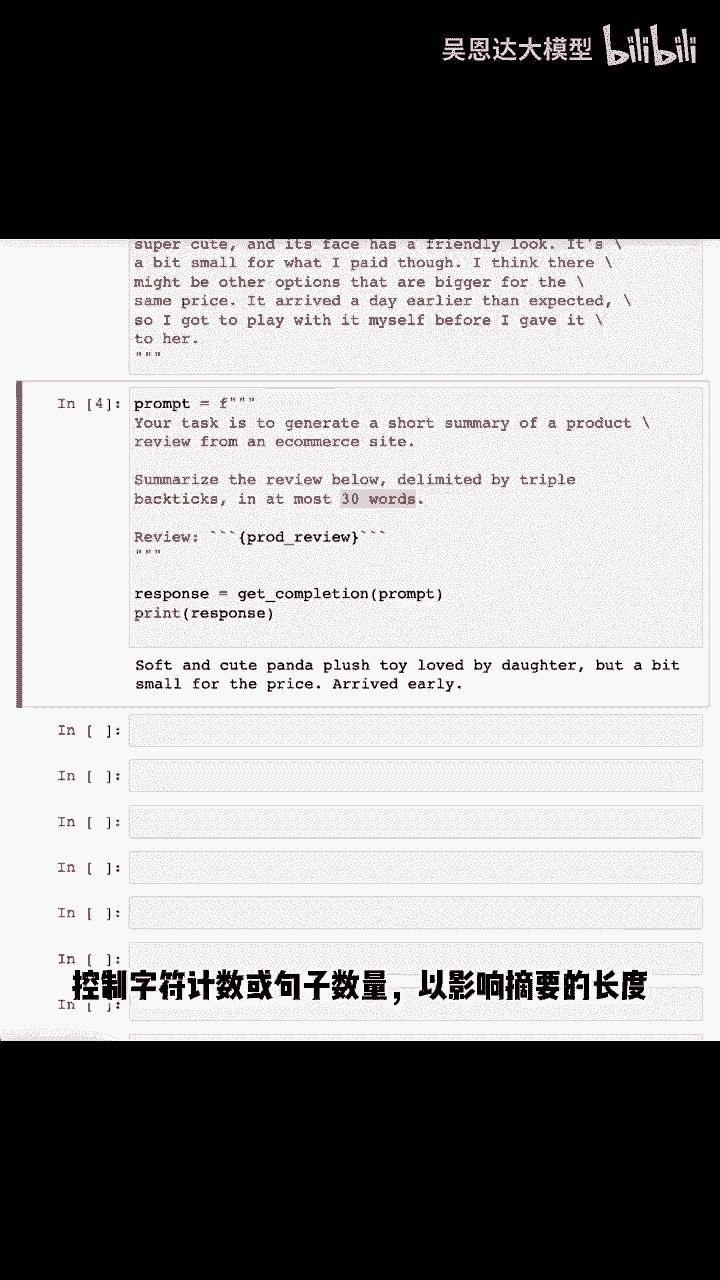 吴恩达大模型 bilibili
super cute, and its face has a friendly look. It's \
a bit small for what I paid though. I think there \
might be other options that are bigger for the \
same price. It arrived a day earlier than expected, \
so I got to play with it myself before I gave it \
to her.
"""
In [4]: prompt = f"""
Your task is to generate a short summary of a product \
review from an ecommerce site.
Summarize the review below, delimited by triple
backticks, in at most 30 words.
Review: ```{prod_review}```
"""
response = get_completion(prompt)
print(response)
Soft and cute panda plush toy loved by daughter, but a bit
small for the price. Arrived early.
In [ ]:
In [ ]:
In [ ]:
In [ ]:
In [ ]:
In [ ]:
控制字符计数或句子数量，以影响摘要的长度
In [ ]: